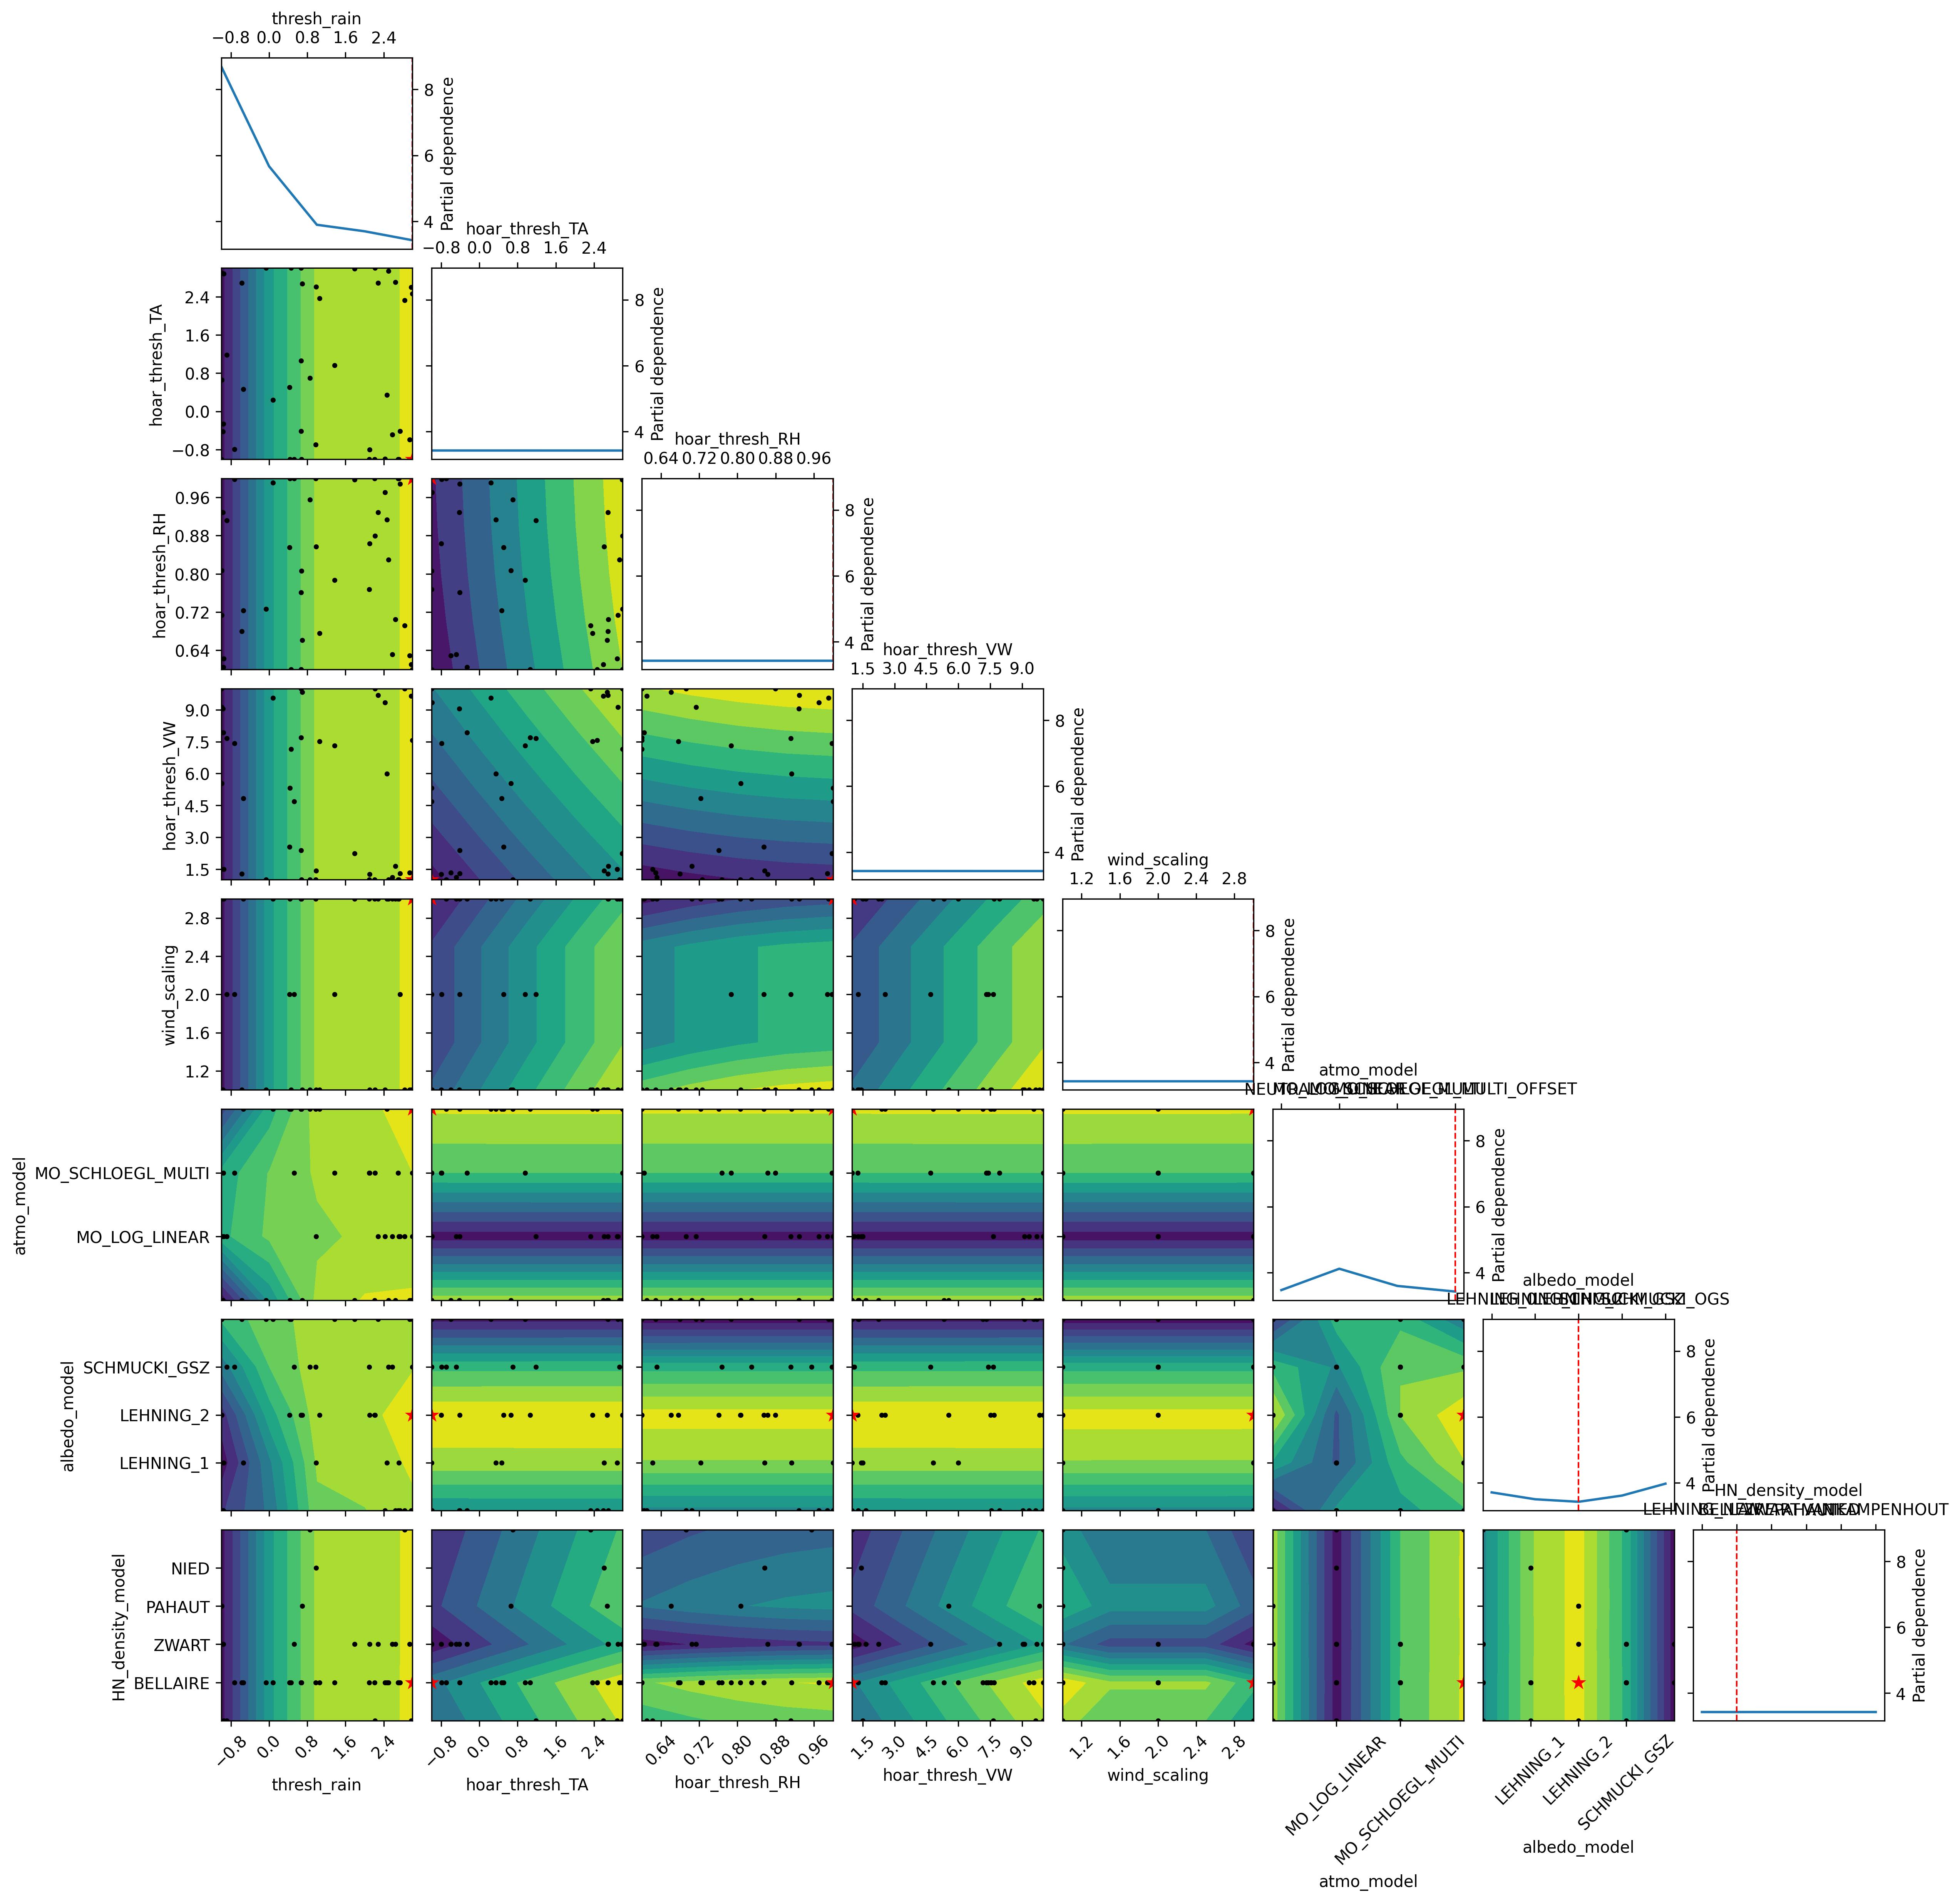 thresh_rain
−0.8 0.0 0.8 1.6 2.4
8
6
4
Partial dependence
hoar_thresh_TA
−0.8 0.0 0.8 1.6 2.4
hoar_thresh_TA
2.4
1.6
0.8
0.0
−0.8
8
6
4
Partial dependence
hoar_thresh_RH
0.64 0.72 0.80 0.88 0.96
hoar_thresh_RH
0.96
0.88
0.80
0.72
0.64
8
6
4
Partial dependence
hoar_thresh_VW
1.5 3.0 4.5 6.0 7.5 9.0
hoar_thresh_VW
9.0
7.5
6.0
4.5
3.0
1.5
8
6
4
Partial dependence
wind_scaling
1.2 1.6 2.0 2.4 2.8
wind_scaling
2.8
2.4
2.0
1.6
1.2
8
6
4
Partial dependence
atmo_model
atmo_model
MO_SCHLOEGL_MULTI
MO_LOG_LINEAR
8
6
4
Partial dependence
albedo_model
albedo_model
SCHMUCKI_GSZ
LEHNING_2
LEHNING_1
8
6
4
Partial dependence
HN_density_model
HN_density_model
NIED
PAHAUT
ZWART
BELLAIRE
8
6
4
Partial dependence
−0.8 0.0 0.8 1.6 2.4
thresh_rain
−0.8 0.0 0.8 1.6 2.4
hoar_thresh_TA
0.64 0.72 0.80 0.88 0.96
hoar_thresh_RH
1.5 3.0 4.5 6.0 7.5 9.0
hoar_thresh_VW
1.2 1.6 2.0 2.4 2.8
wind_scaling
MO_LOG_LINEAR
MO_SCHLOEGL_MULTI
atmo_model
LEHNING_1
LEHNING_2
SCHMUCKI_GSZ
albedo_model